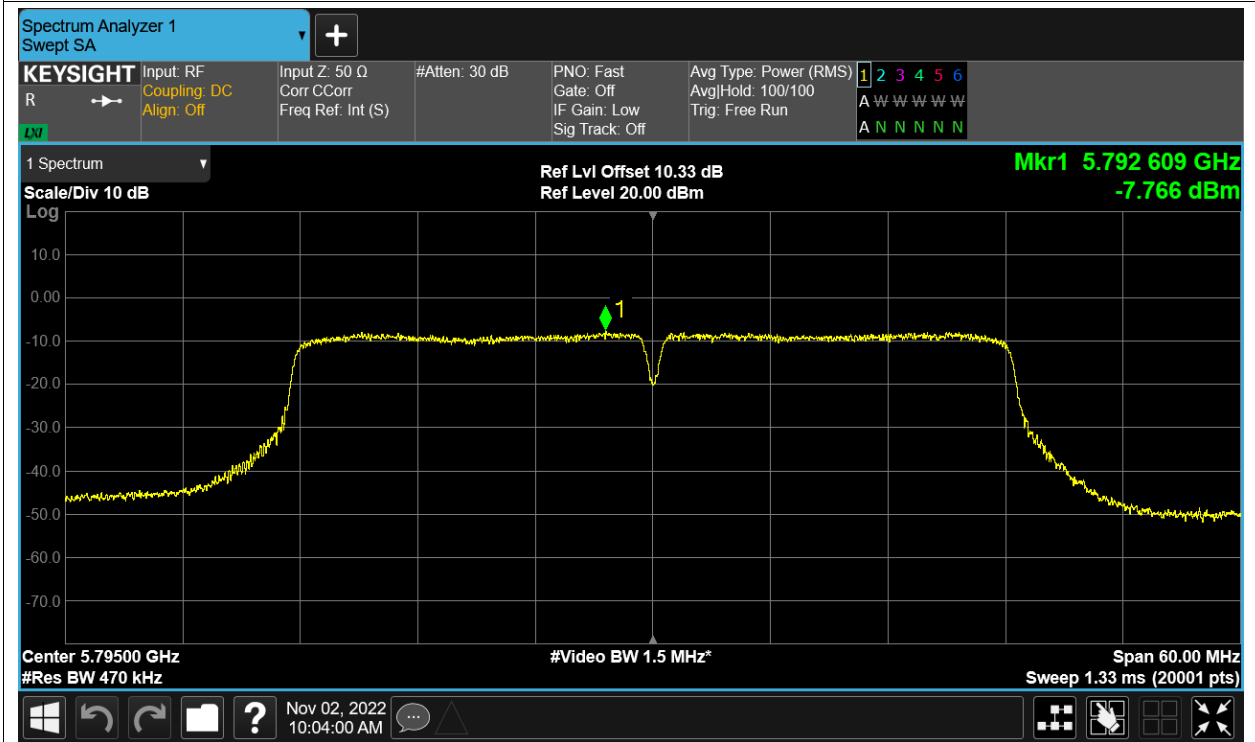 Spectrum Analyzer 1
Swept SA
KEYSIGHT
R
LXI
Input: RF
Coupling: DC
Align: Off
Input Z: 50 Ω
Corr CCorr
Freq Ref: Int (S)
#Atten: 30 dB
PNO: Fast
Gate: Off
IF Gain: Low
Sig Track: Off
Avg Type: Power (RMS)
Avg|Hold: 100/100
Trig: Free Run
1 2 3 4 5 6
A W W W W W
A N N N N N
1 Spectrum
Scale/Div 10 dB
Ref Lvl Offset 10.33 dB
Ref Level 20.00 dBm
Mkr1 5.792 609 GHz
-7.766 dBm
Log
10.0
0.00
-10.0
-20.0
-30.0
-40.0
-50.0
-60.0
-70.0
1
Center 5.79500 GHz
#Res BW 470 kHz
#Video BW 1.5 MHz*
Span 60.00 MHz
Sweep 1.33 ms (20001 pts)
?
Nov 02, 2022
10:04:00 AM